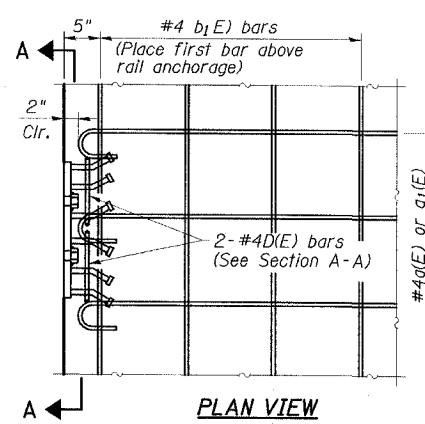 5"
#4 b₁E) bars
(Place first bar above
rail anchorage)
A
2"
Clr.
2-#4D(E) bars
(See Section A-A)
#4a(E) or a₁(E)
A
PLAN VIEW